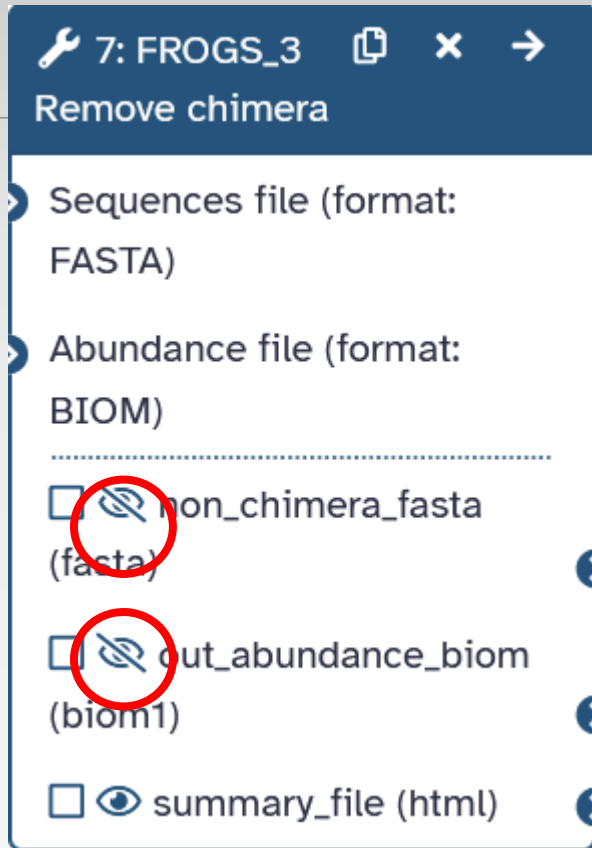 7: FROGS_3
Remove chimera
Sequences file (format:
FASTA)
Abundance file (format:
BIOM)
non_chimera_fasta
(fasta)
out_abundance_biom
(biom1)
summary_file (html)